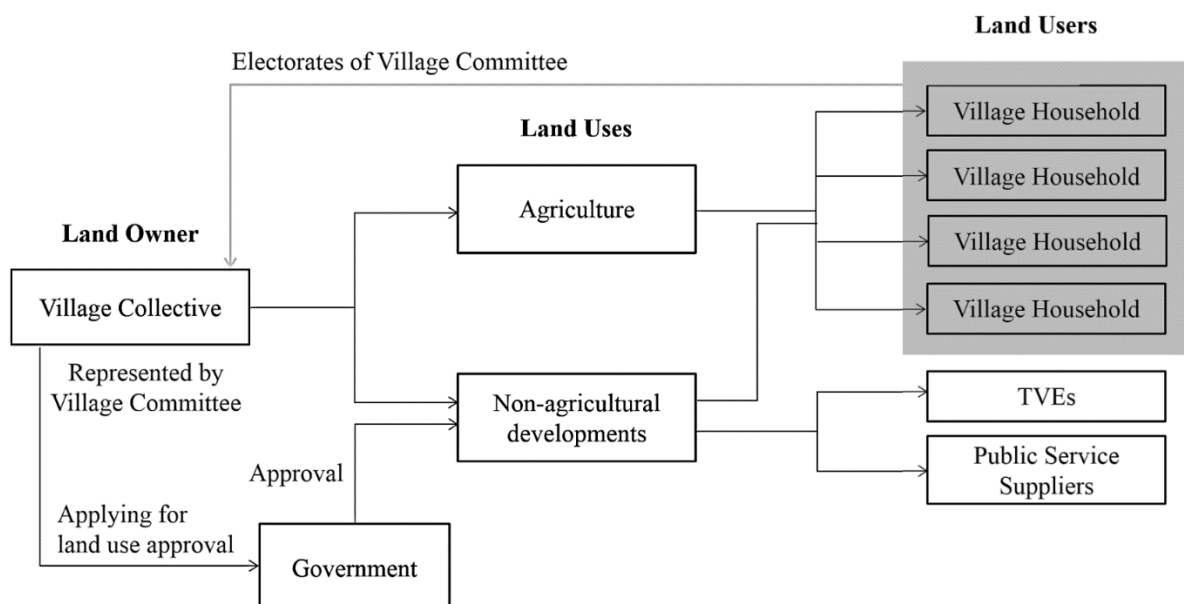 Land Users
Electorates of Village Committee
Village Household
Land Uses
Village Household
Agriculture
Land Owner
Village Household
Village Collective
Village Household
Represented by
Village Committee
Non-agricultural
developments
TVEs
Public Service
Suppliers
Approval
Applying for
land use approval
Government